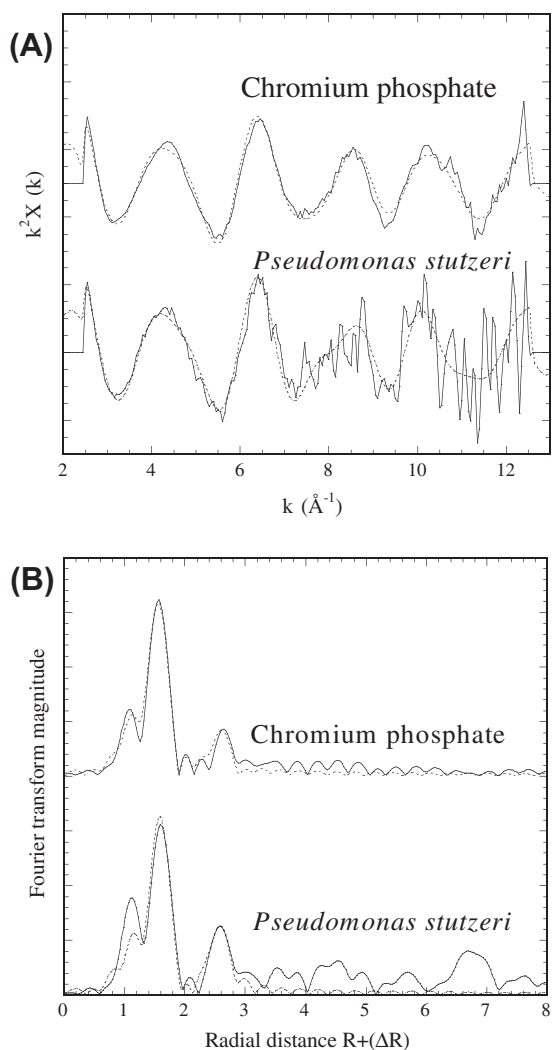 (A)
Chromium phosphate
k²X (k)
Pseudomonas stutzeri
2 4 6 8 10 12
k (Å⁻¹)
(B)
Fourier transform magnitude
Chromium phosphate
Pseudomonas stutzeri
0 1 2 3 4 5 6 7 8
Radial distance R+(ΔR)